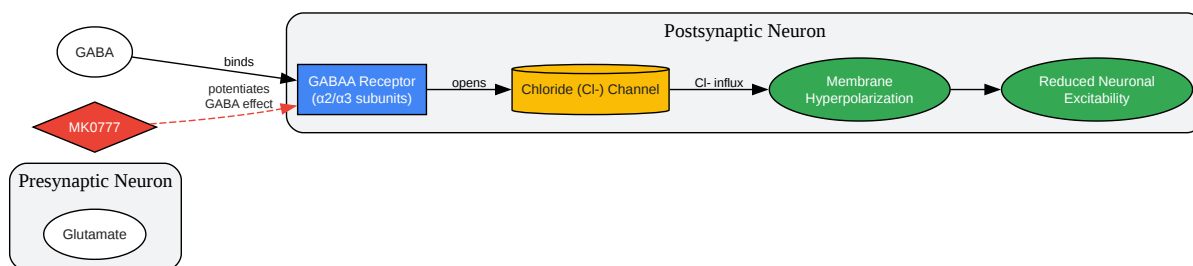 Postsynaptic Neuron
GABA
binds
GABAA Receptor
(α2/α3 subunits)
opens
Chloride (Cl-) Channel
Cl- influx
Membrane
Hyperpolarization
Reduced Neuronal
Excitability
potentiates
GABA effect
MK0777
Presynaptic Neuron
Glutamate